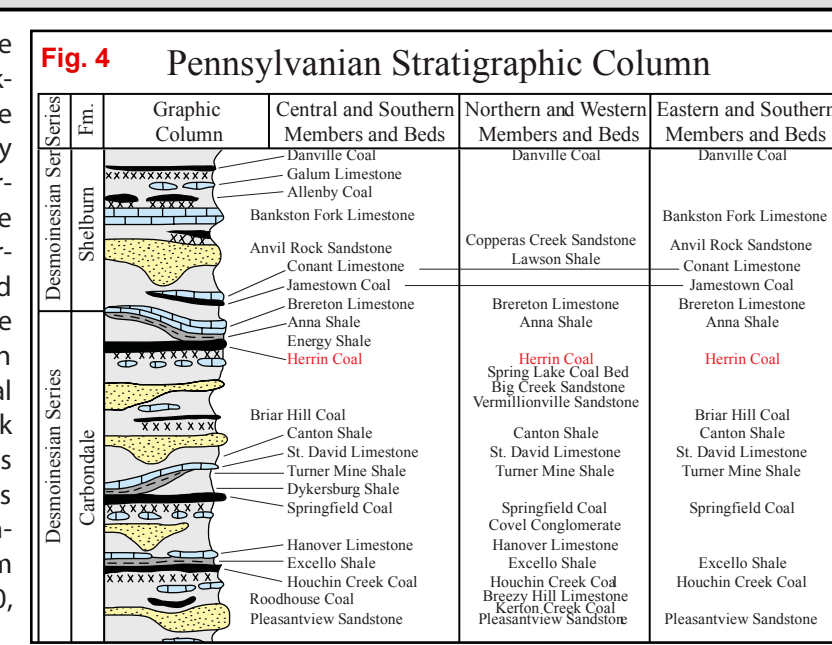 Fig. 4
Pennsylvanian Stratigraphic Column
Series
Fm.
Graphic Column
Central and Southern Members and Beds
Northern and Western Members and Beds
Eastern and Southern Members and Beds
Desmoinesian Series
Shelburn
Desmoinesian Series
Carbondale
Danville Coal
Galum Limestone
Allenby Coal
Bankston Fork Limestone
Anvil Rock Sandstone
Conant Limestone
Jamestown Coal
Brereton Limestone
Anna Shale
Energy Shale
Herrin Coal
Briar Hill Coal
Canton Shale
St. David Limestone
Turner Mine Shale
Dykersburg Shale
Springfield Coal
Hanover Limestone
Excello Shale
Houchin Creek Coal
Roodhouse Coal
Pleasantview Sandstone
Danville Coal
Copperas Creek Sandstone
Lawson Shale
Brereton Limestone
Anna Shale
Herrin Coal
Spring Lake Coal Bed
Big Creek Sandstone
Vermillionville Sandstone
Canton Shale
St. David Limestone
Turner Mine Shale
Springfield Coal
Covel Conglomerate
Hanover Limestone
Excello Shale
Houchin Creek Coal
Breezy Hill Limestone
Kerton Creek Coal
Pleasantview Sandstone
Danville Coal
Bankston Fork Limestone
Anvil Rock Sandstone
Conant Limestone
Jamestown Coal
Brereton Limestone
Anna Shale
Herrin Coal
Briar Hill Coal
Canton Shale
St. David Limestone
Turner Mine Shale
Springfield Coal
Excello Shale
Houchin Creek Coal
Pleasantview Sandstone